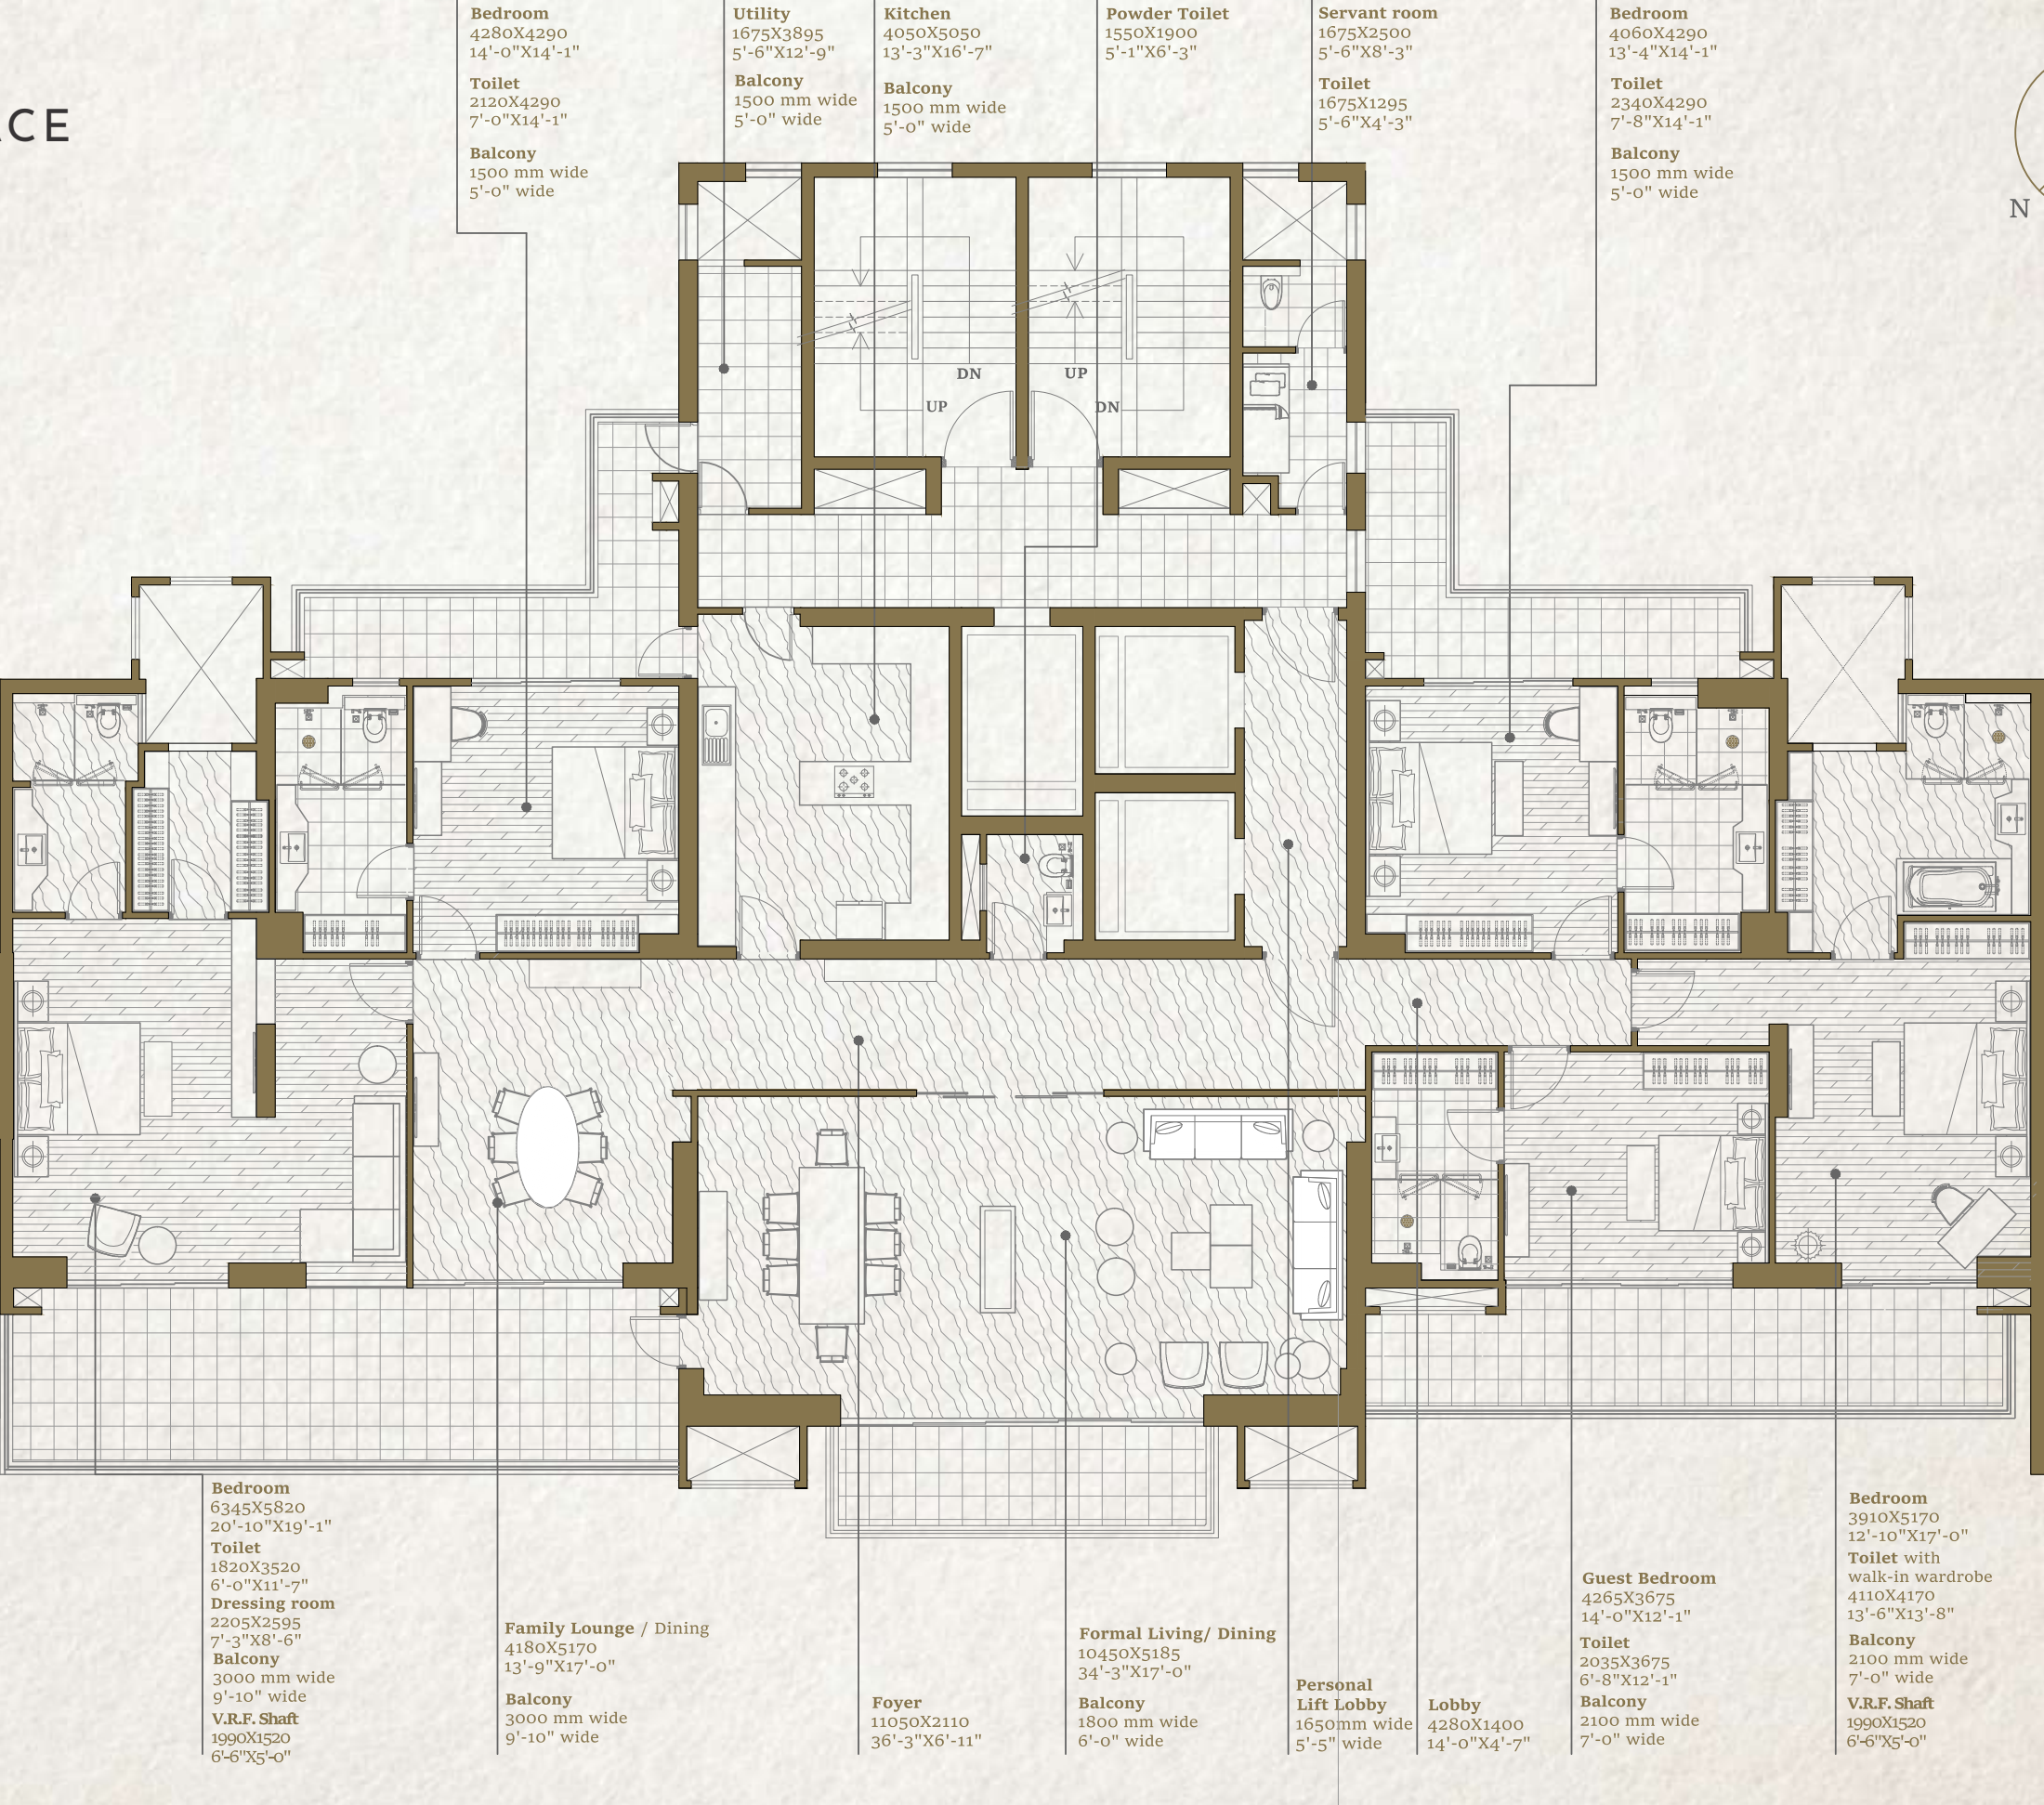 Bedroom
4280X4290
14'-0"X14'-1"
Toilet
2120X4290
7'-0"X14'-1"
Balcony
1500 mm wide
5'-0" wide
Utility
1675X3895
5'-6"X12'-9"
Balcony
1500 mm wide
5'-0" wide
Kitchen
4050X5050
13'-3"X16'-7"
Balcony
1500 mm wide
5'-0" wide
Powder Toilet
1550X1900
5'-1"X6'-3"
Servant room
1675X2500
5'-6"X8'-3"
Toilet
1675X1295
5'-6"X4'-3"
Bedroom
4060X4290
13'-4"X14'-1"
Toilet
2340X4290
7'-8"X14'-1"
Balcony
1500 mm wide
5'-0" wide
CE
N
DN
UP
UP
DN
Bedroom
6345X5820
20'-10"X19'-1"
Toilet
1820X3520
6'-0"X11'-7"
Dressing room
2205X2595
7'-3"X8'-6"
Balcony
3000 mm wide
9'-10" wide
V.R.F. Shaft
1990X1520
6'-6"X5'-0"
Family Lounge / Dining
4180X5170
13'-9"X17'-0"
Balcony
3000 mm wide
9'-10" wide
Foyer
11050X2110
36'-3"X6'-11"
Formal Living/ Dining
10450X5185
34'-3"X17'-0"
Balcony
1800 mm wide
6'-0" wide
Personal
Lift Lobby
1650mm wide
5'-5" wide
Lobby
4280X1400
14'-0"X4'-7"
Guest Bedroom
4265X3675
14'-0"X12'-1"
Toilet
2035X3675
6'-8"X12'-1"
Balcony
2100 mm wide
7'-0" wide
Bedroom
3910X5170
12'-10"X17'-0"
Toilet with
walk-in wardrobe
4110X4170
13'-6"X13'-8"
Balcony
2100 mm wide
7'-0" wide
V.R.F. Shaft
1990X1520
6'-6"X5'-0"